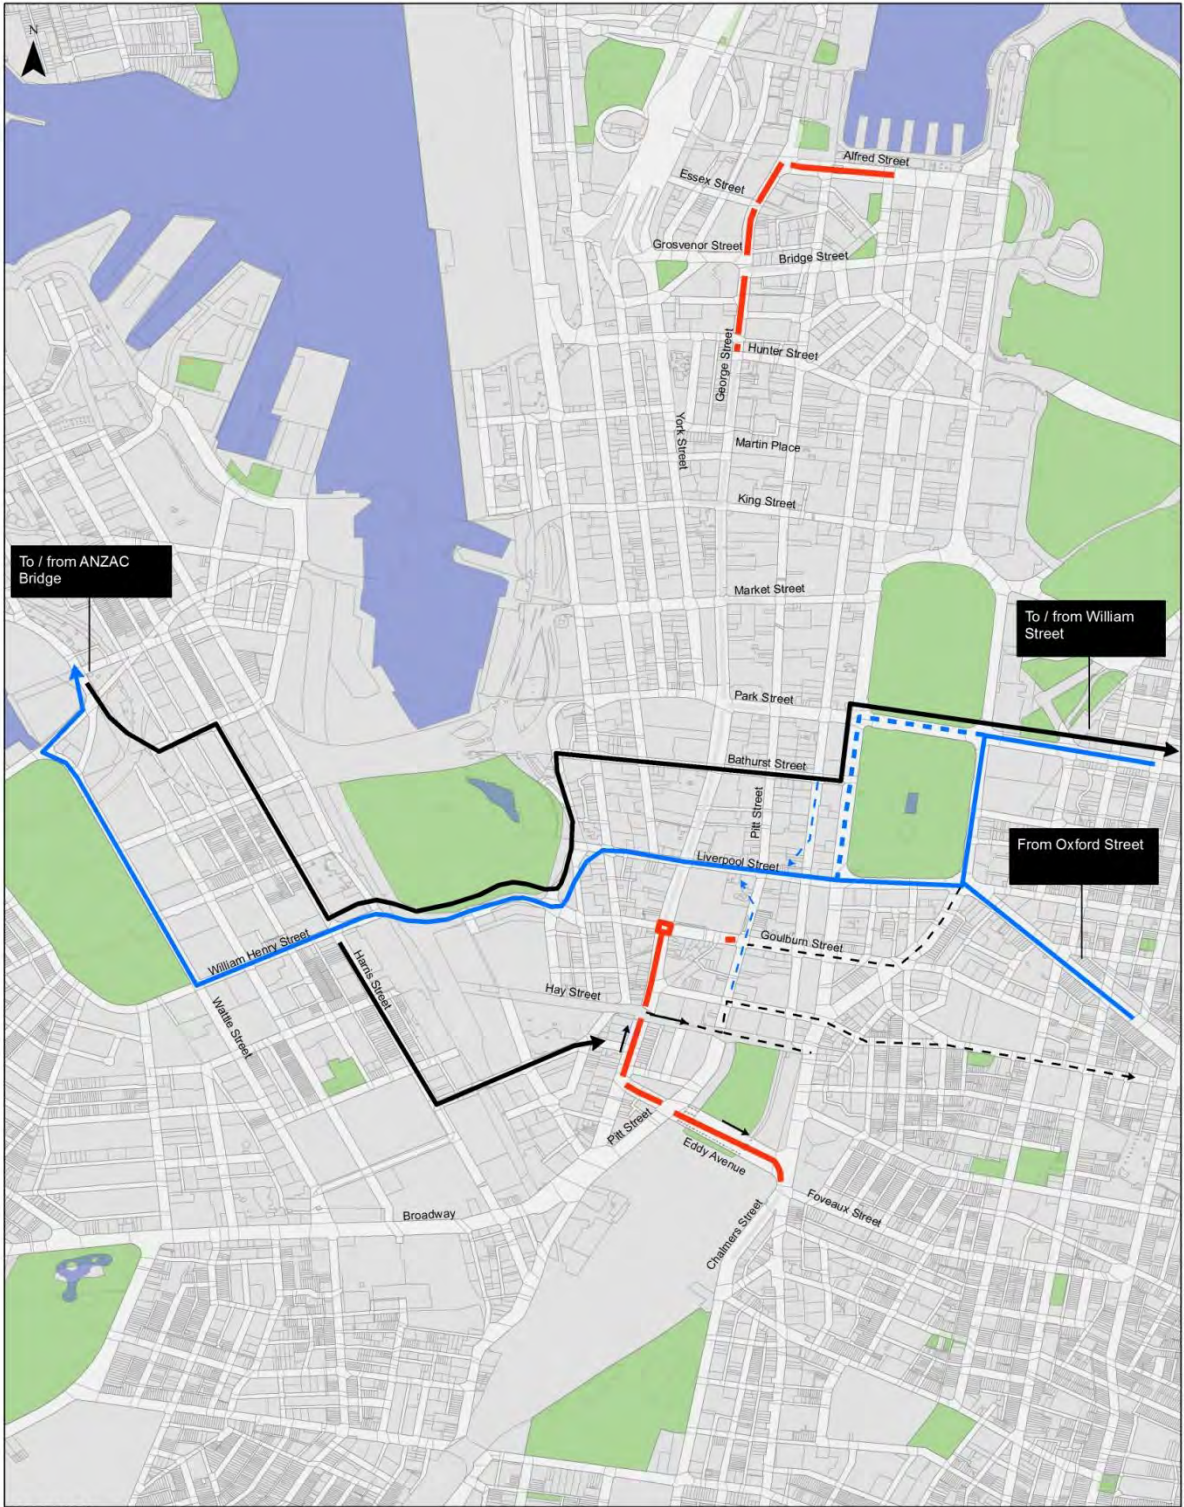 N
Alfred Street
Essex Street
Grosvenor Street
Bridge Street
George Street
Hunter Street
York Street
Martin Place
King Street
To / from ANZAC
Bridge
Market Street
To / from William
Street
Park Street
Bathurst Street
Pitt Street
From Oxford Street
Liverpool Street
William Henry Street
Goulburn Street
Harris Street
Hay Street
Wattle Street
Pitt Street
Eddy Avenue
Broadway
Foveaux Street
Chalmers Street